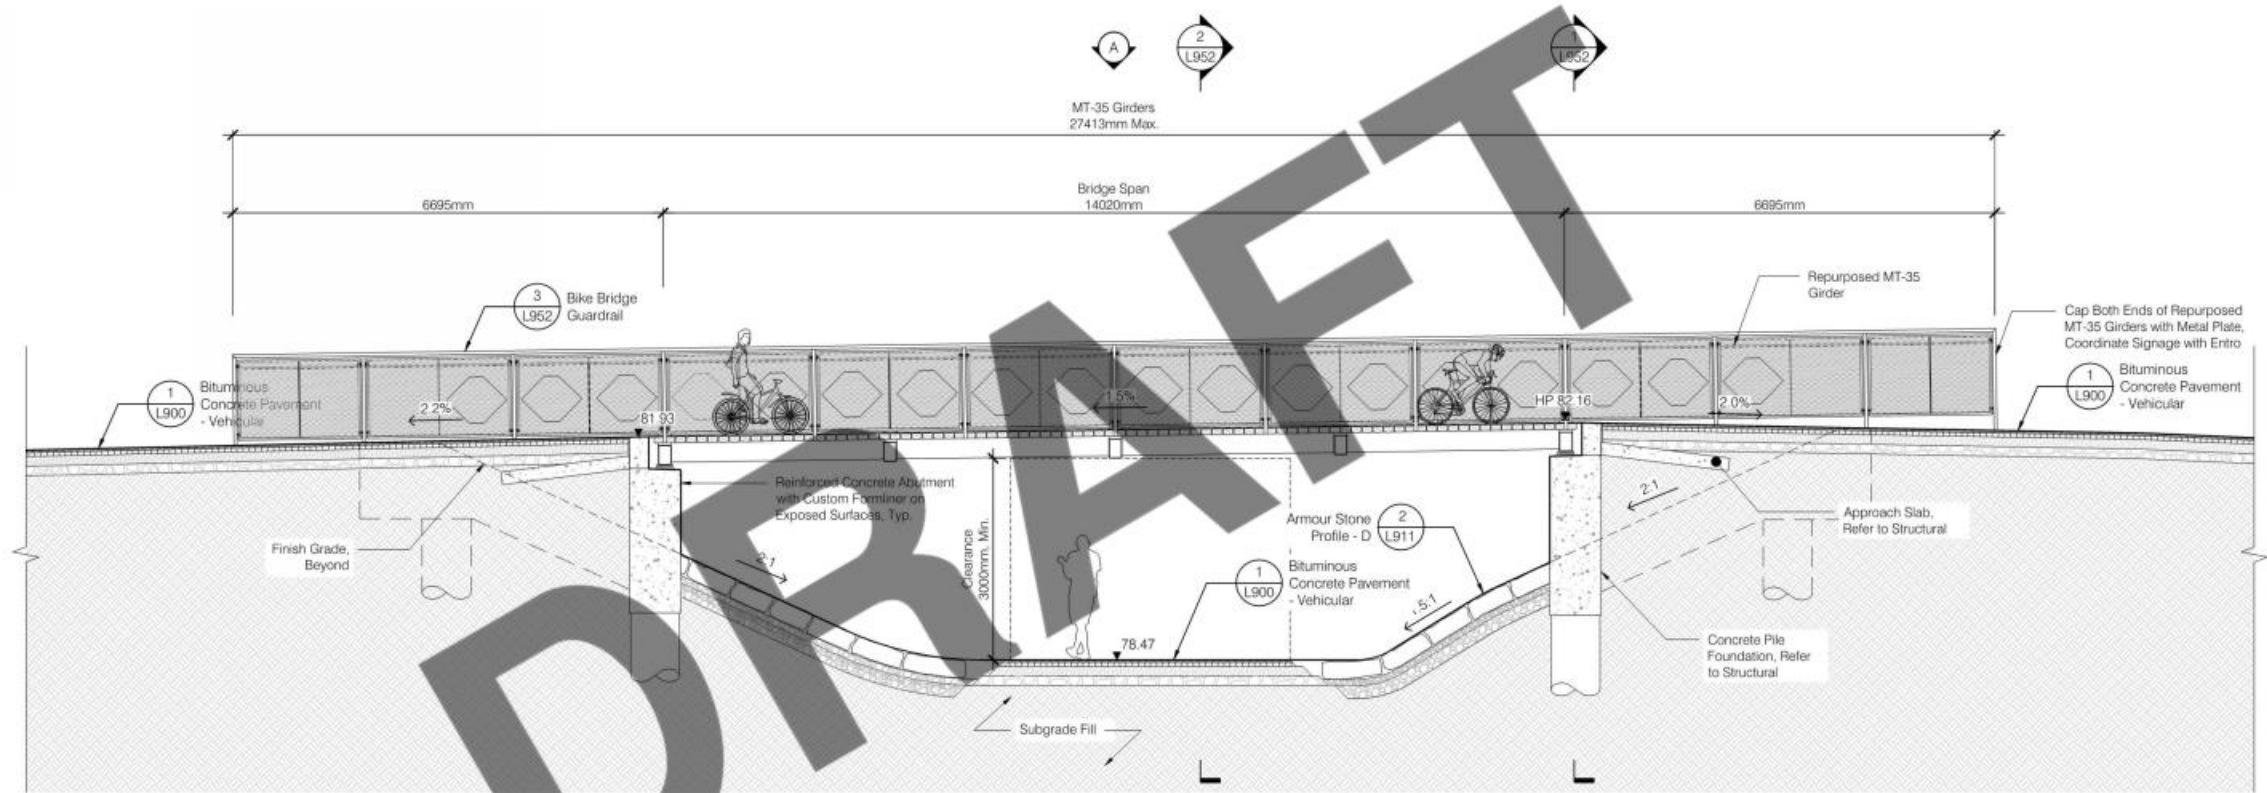 A
2
L952
1
L952
MT-35 Girders
27413mm Max.
Bridge Span
6695mm
14020mm
6695mm
Repurposed MT-35
Girder
3
L952
Bike Bridge
Guardrail
Cap Both Ends of Repurposed
MT-35 Girders with Metal Plate,
Coordinate Signage with Entro
1
L900
Bituminous
Concrete Pavement
- Vehicular
1
L900
Bituminous
Concrete Pavement
- Vehicular
2.2%
81.93
1.5%
HP 82.16
2.0%
Reinforced Concrete Abutment
with Custom Formliner on
Exposed Surfaces, Typ.
Clearance
3000mm. Min.
Armour Stone
Profile - D
2
L911
2:1
Approach Slab,
Refer to Structural
Finish Grade,
Beyond
2:1
1
L900
Bituminous
Concrete Pavement
- Vehicular
.5:1
78.47
Concrete Pile
Foundation, Refer
to Structural
Subgrade Fill
DRAFT